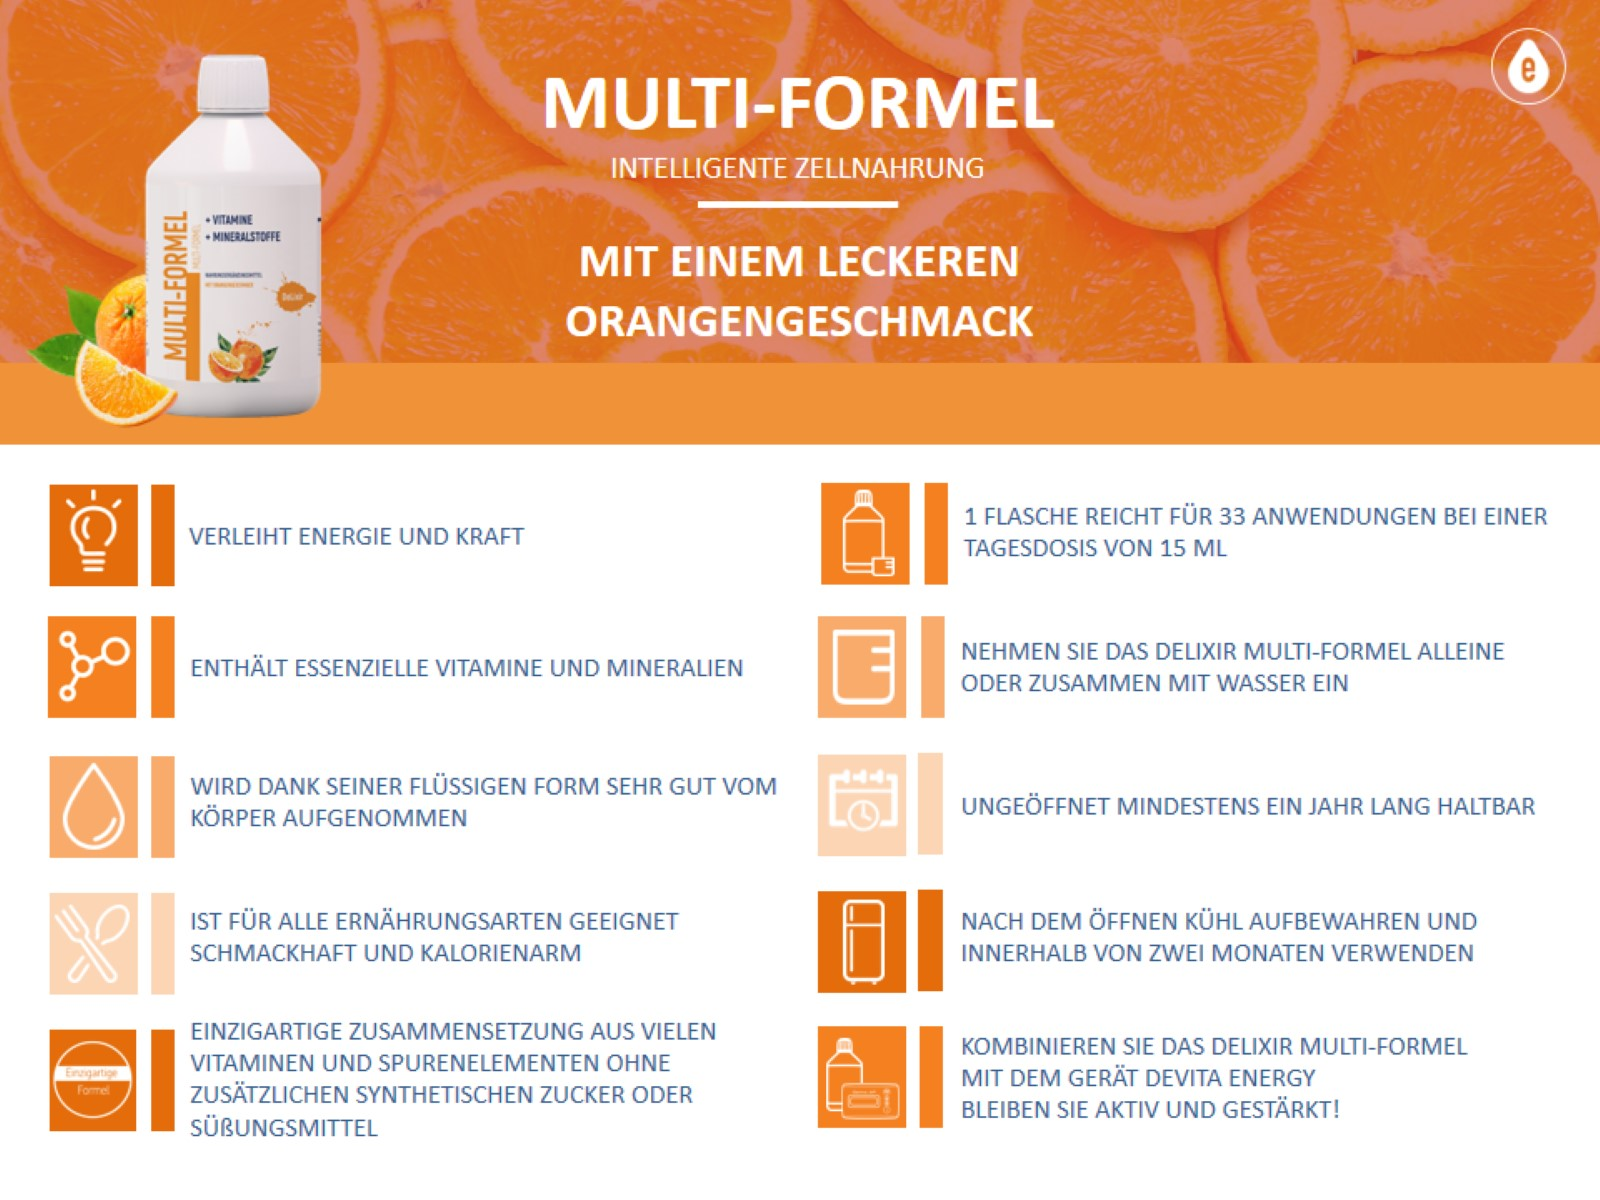 MULTI-FORMEL
INTELLIGENTE ZELLNAHRUNG
MIT EINEM LECKEREN
ORANGENGESCHMACK
e
MULTI-FORMEL
+ VITAMINE
+ MINERALSTOFFE
NAHRUNGSERGÄNZUNGSMITTEL
MIT ORANGENGESCHMACK
DeLixir
VERLEIHT ENERGIE UND KRAFT
ENTHÄLT ESSENZIELLE VITAMINE UND MINERALIEN
WIRD DANK SEINER FLÜSSIGEN FORM SEHR GUT VOM
KÖRPER AUFGENOMMEN
IST FÜR ALLE ERNÄHRUNGSARTEN GEEIGNET
SCHMACKHAFT UND KALORIENARM
Einzigartige
Formel
EINZIGARTIGE ZUSAMMENSETZUNG AUS VIELEN
VITAMINEN UND SPURENELEMENTEN OHNE
ZUSÄTZLICHEN SYNTHETISCHEN ZUCKER ODER
SÜßUNGSMITTEL
1 FLASCHE REICHT FÜR 33 ANWENDUNGEN BEI EINER
TAGESDOSIS VON 15 ML
NEHMEN SIE DAS DELIXIR MULTI-FORMEL ALLEINE
ODER ZUSAMMEN MIT WASSER EIN
UNGEÖFFNET MINDESTENS EIN JAHR LANG HALTBAR
NACH DEM ÖFFNEN KÜHL AUFBEWAHREN UND
INNERHALB VON ZWEI MONATEN VERWENDEN
KOMBINIEREN SIE DAS DELIXIR MULTI-FORMEL
MIT DEM GERÄT DEVITA ENERGY
BLEIBEN SIE AKTIV UND GESTÄRKT!